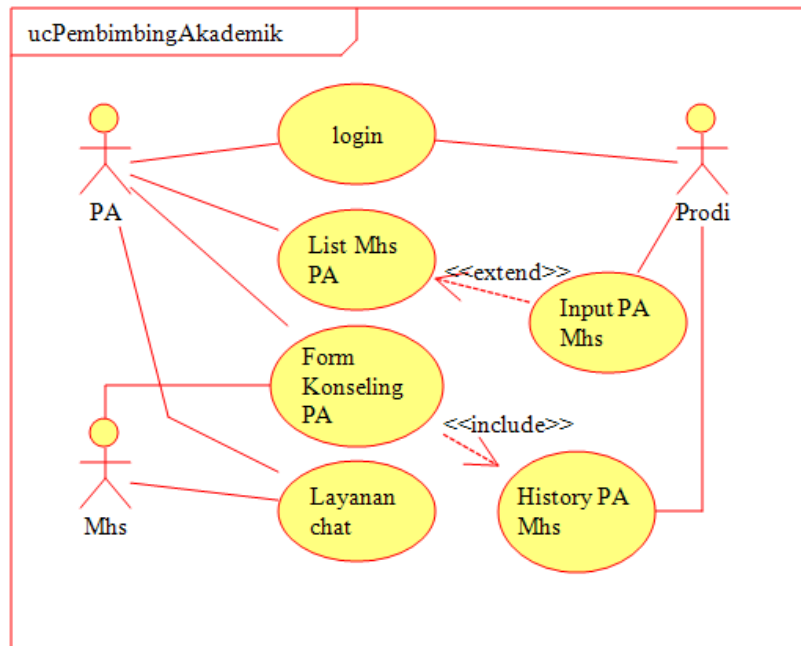 ucPembimbingAkademik
login
PA
Prodi
List Mhs
PA
<<extend>>
Input PA
Mhs
Form
Konseling
PA
<<include>>
Mhs
Layanan
chat
History PA
Mhs